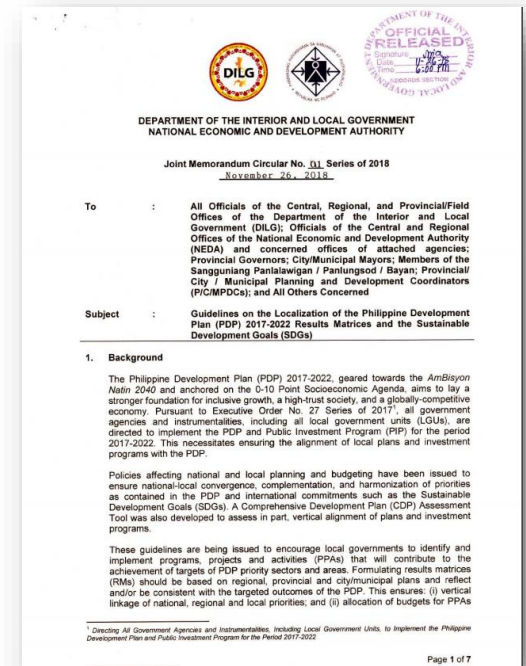 DEPARTMENT OF THE INTERIOR
OFFICIAL
RELEASED
Signature
Date 11-26-18
Time 6:00 PM
RECORDS SECTION
AND LOCAL GOVERNMENT
DILG
DEPARTMENT OF THE INTERIOR AND LOCAL GOVERNMENT
NATIONAL ECONOMIC AND DEVELOPMENT AUTHORITY
Joint Memorandum Circular No. 01 Series of 2018
November 26, 2018
To : All Officials of the Central, Regional, and Provincial/Field
Offices of the Department of the Interior and Local
Government (DILG); Officials of the Central and Regional
Offices of the National Economic and Development Authority
(NEDA) and concerned offices of attached agencies;
Provincial Governors; City/Municipal Mayors; Members of the
Sangguniang Panlalawigan / Panlungsod / Bayan; Provincial/
City / Municipal Planning and Development Coordinators
(P/C/MPDCs); and All Others Concerned
Subject : Guidelines on the Localization of the Philippine Development
Plan (PDP) 2017-2022 Results Matrices and the Sustainable
Development Goals (SDGs)
1. Background
The Philippine Development Plan (PDP) 2017-2022, geared towards the AmBisyon
Natin 2040 and anchored on the 0-10 Point Socioeconomic Agenda, aims to lay a
stronger foundation for inclusive growth, a high-trust society, and a globally-competitive
economy. Pursuant to Executive Order No. 27 Series of 2017¹, all government
agencies and instrumentalities, including all local government units (LGUs), are
directed to implement the PDP and Public Investment Program (PIP) for the period
2017-2022. This necessitates ensuring the alignment of local plans and investment
programs with the PDP.
Policies affecting national and local planning and budgeting have been issued to
ensure national-local convergence, complementation, and harmonization of priorities
as contained in the PDP and international commitments such as the Sustainable
Development Goals (SDGs). A Comprehensive Development Plan (CDP) Assessment
Tool was also developed to assess in part, vertical alignment of plans and investment
programs.
These guidelines are being issued to encourage local governments to identify and
implement programs, projects and activities (PPAs) that will contribute to the
achievement of targets of PDP priority sectors and areas. Formulating results matrices
(RMs) should be based on regional, provincial and city/municipal plans and reflect
and/or be consistent with the targeted outcomes of the PDP. This ensures: (i) vertical
linkage of national, regional and local priorities; and (ii) allocation of budgets for PPAs
¹ Directing All Government Agencies and Instrumentalities, Including Local Government Units, to Implement the Philippine
Development Plan and Public Investment Program for the Period 2017-2022
Page 1 of 7